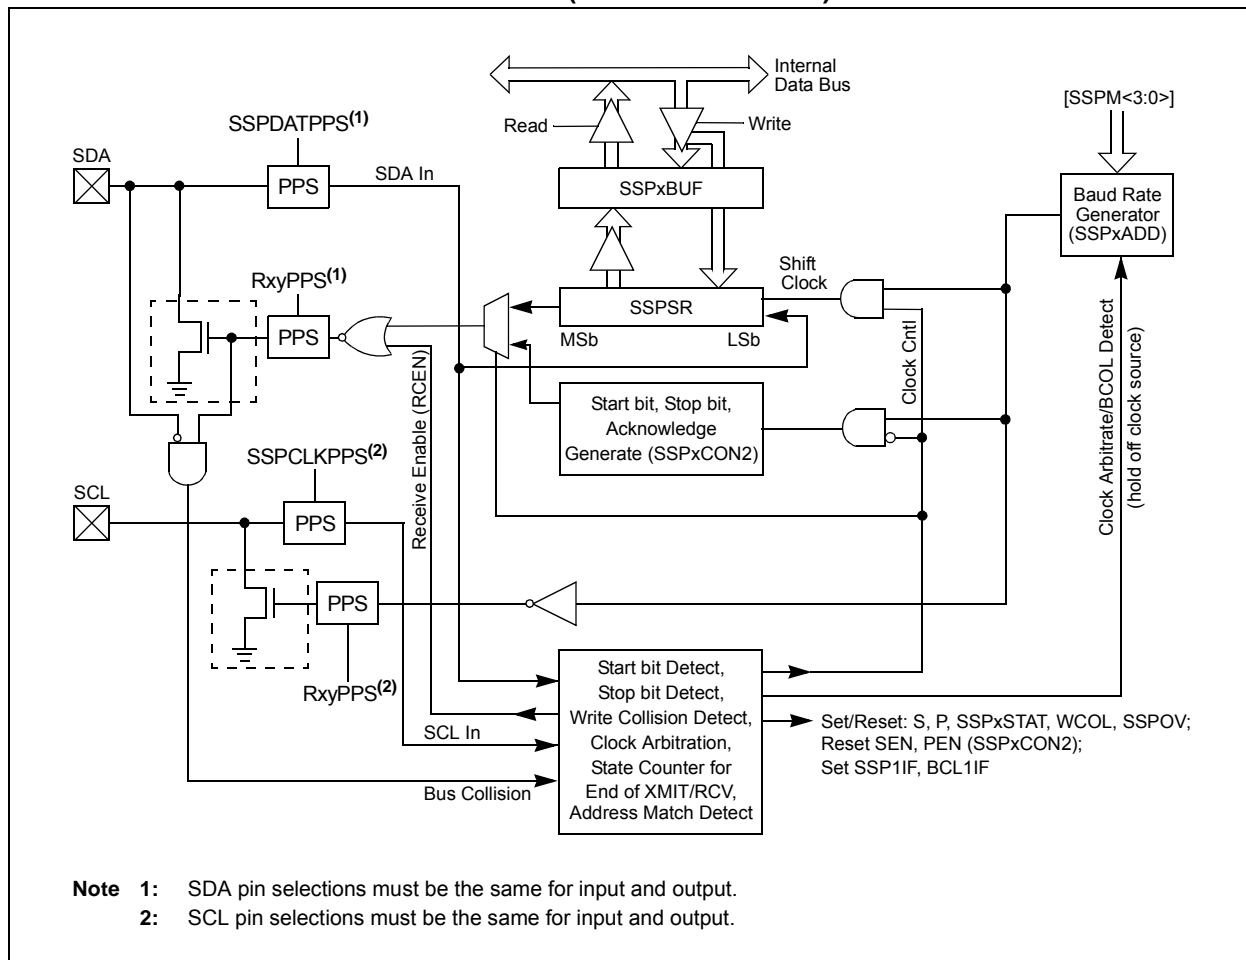 Internal
Data Bus
[SSPM<3:0>]
Read
Write
SSPDATPPS(1)
SDA
PPS
SDA In
SSPxBUF
Baud Rate
Generator
(SSPxADD)
RxyPPS(1)
Shift
Clock
PPS
SSPSR
MSb
LSb
Receive Enable (RCEN)
Clock Cntl
Clock Arbitrate/BCOL Detect
(hold off clock source)
Start bit, Stop bit,
Acknowledge
Generate (SSPxCON2)
SSPCLKPPS(2)
SCL
PPS
PPS
RxyPPS(2)
Start bit Detect,
Stop bit Detect,
Write Collision Detect,
Clock Arbitration,
State Counter for
End of XMIT/RCV,
Address Match Detect
SCL In
Bus Collision
Set/Reset: S, P, SSPxSTAT, WCOL, SSPOV;
Reset SEN, PEN (SSPxCON2);
Set SSP1IF, BCL1IF
Note 1: SDA pin selections must be the same for input and output.
2: SCL pin selections must be the same for input and output.